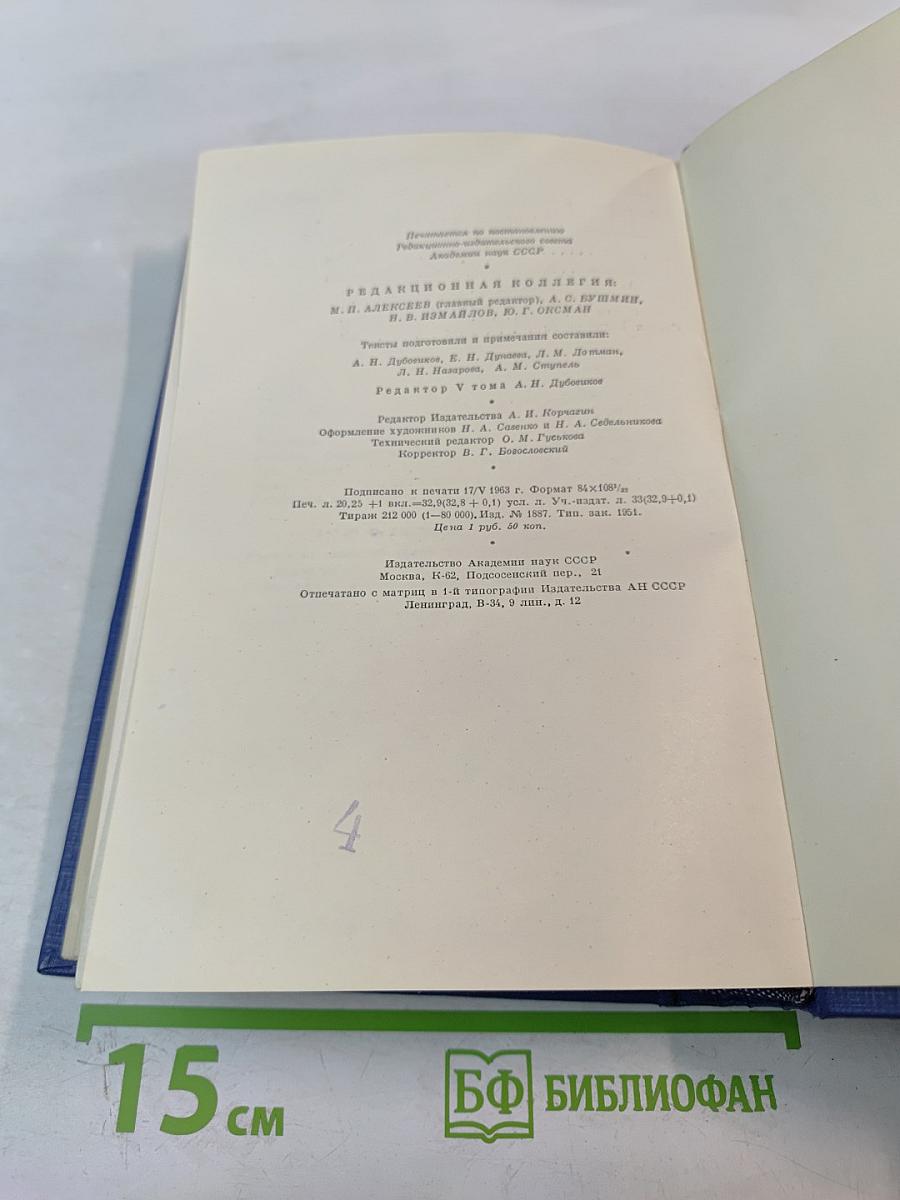 Печатается по постановлению
Редакционно-издательского совета
Академии наук СССР
РЕДАКЦИОННАЯ КОЛЛЕГИЯ:
М. П. АЛЕКСЕЕВ (главный редактор), А. С. БУШМИН,
Н. В. ИЗМАЙЛОВ, Ю. Г. ОКСМАН
Тексты подготовили и примечания составили:
А. Н. Дубовиков, Е. Н. Дунаева, Л. М. Лотман,
Л. Н. Назарова, А. М. Ступель
Редактор V тома А. Н. Дубовиков
Редактор Издательства А. И. Корчагин
Оформление художников Н. А. Савенко и Н. А. Седельникова
Технический редактор О. М. Гуськова
Корректор В. Г. Богословский
Подписано к печати 17/V 1963 г. Формат 84×108¹/₃₂
Печ. л. 20,25 +1 вкл.=32,9(32,8 + 0,1) усл. л. Уч.-издат. л. 33(32,9+0,1)
Тираж 212 000 (1—80 000). Изд. № 1887. Тип. зак. 1951.
Цена 1 руб. 50 коп.
Издательство Академии наук СССР
Москва, К-62, Подсосенский пер., 21
Отпечатано с матриц в 1-й типографии Издательства АН СССР
Ленинград, В-34, 9 лин., д. 12
4
15 см
БФ БИБЛИОФАН